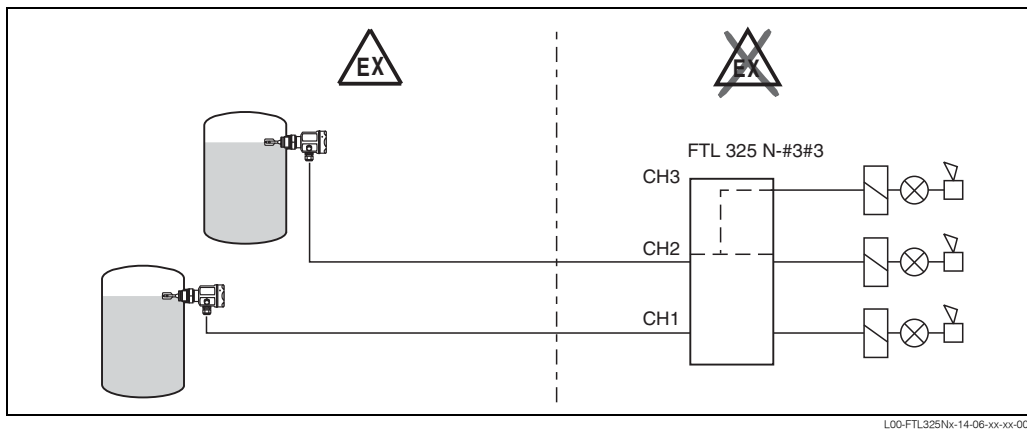 EX
EX
FTL 325 N-#3#3
CH3
CH2
CH1
L00-FTL325Nx-14-06-xx-xx-00